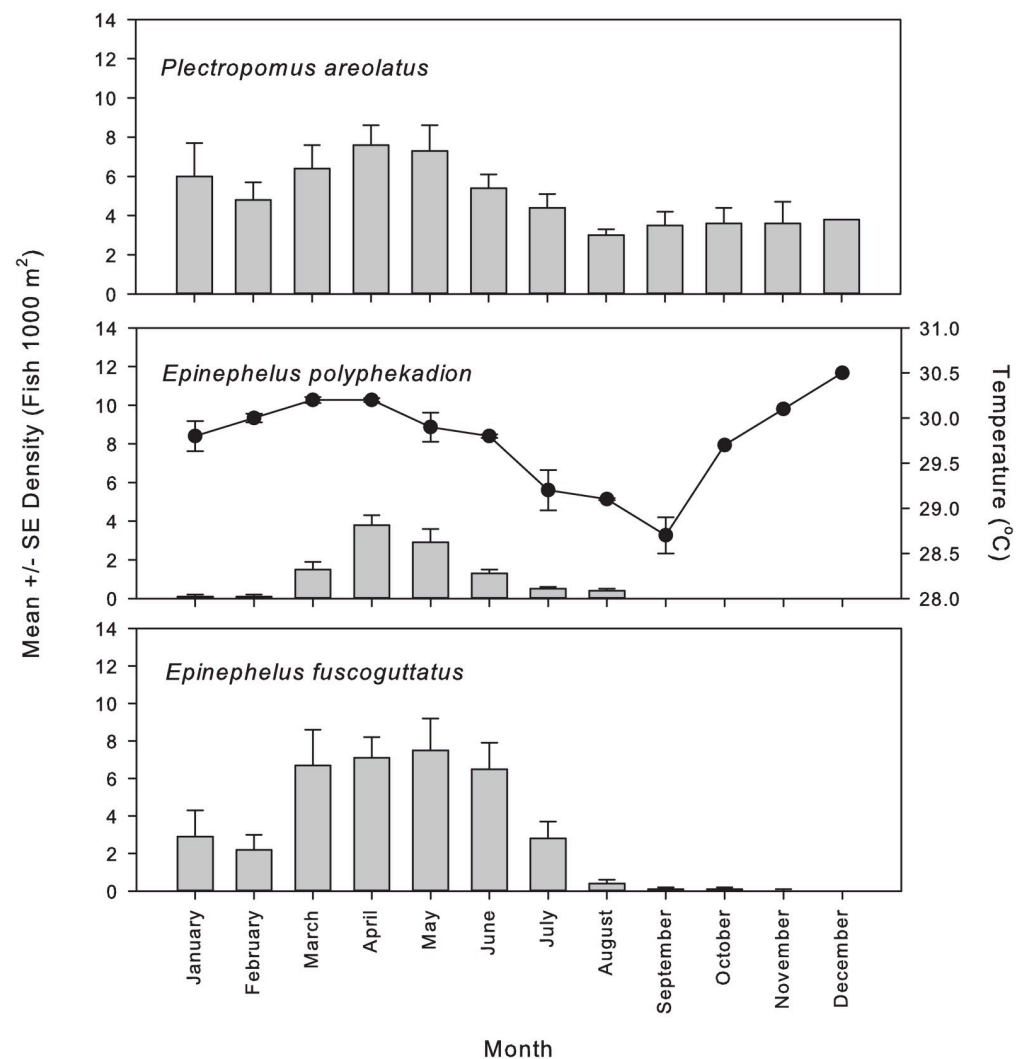 Mean +/- SE Density (Fish 1000 m²)
14
12
10
8
6
4
2
0
Plectropomus areolatus
14
12
10
8
6
4
2
0
Epinephelus polyphekadion
31.0
30.5
30.0
29.5
29.0
28.5
28.0
Temperature (°C)
14
12
10
8
6
4
2
0
Epinephelus fuscoguttatus
January
February
March
April
May
June
July
August
September
October
November
December
Month